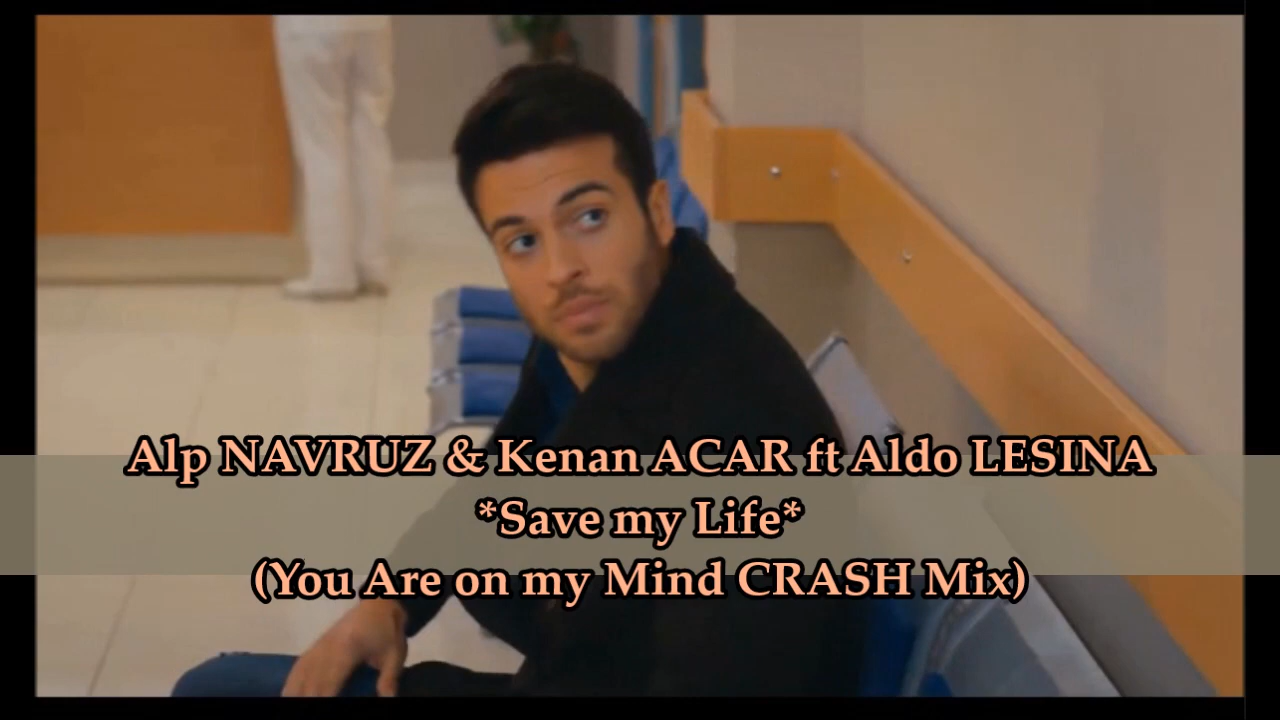 Alp NAVRUZ & Kenan ACAR ft Aldo LESINA
*Save my Life*
(You Are on my Mind CRASH Mix)